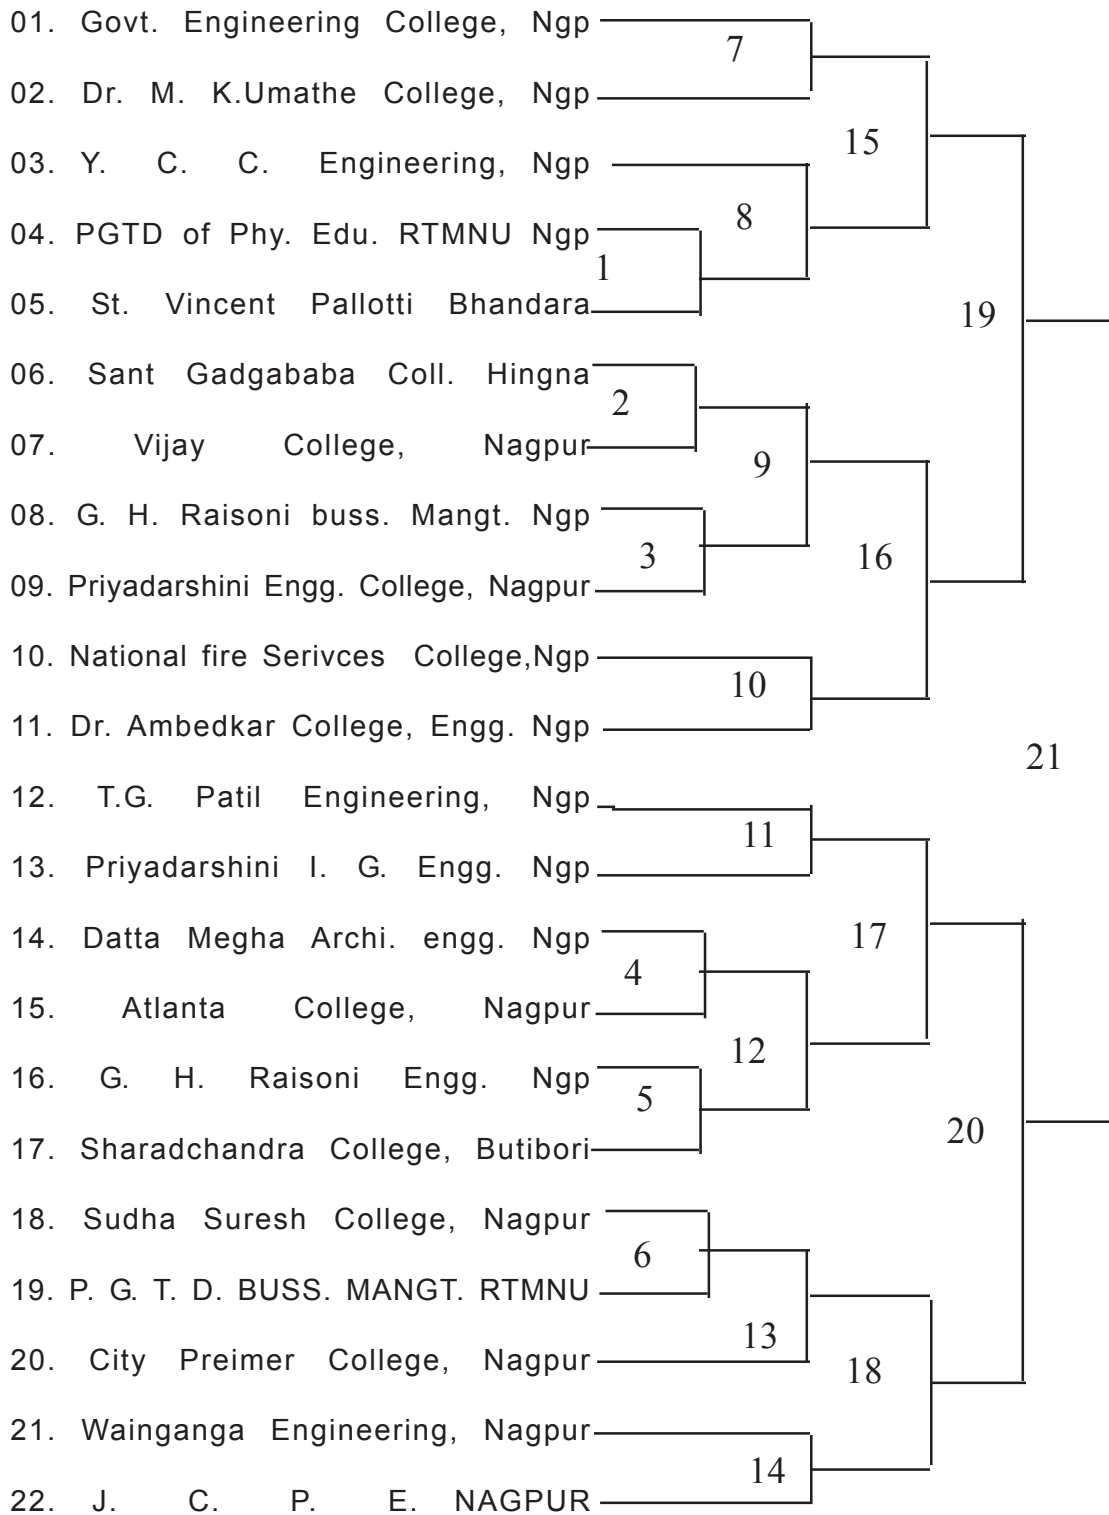 01. Govt. Engineering College, Ngp
7
02. Dr. M. K.Umathe College, Ngp
15
03. Y. C. C. Engineering, Ngp
8
04. PGTD of Phy. Edu. RTMNU Ngp
1
05. St. Vincent Pallotti Bhandara
19
06. Sant Gadgababa Coll. Hingna
2
07. Vijay College, Nagpur
9
08. G. H. Raisoni buss. Mangt. Ngp
3
16
09. Priyadarshini Engg. College, Nagpur
10. National fire Serivces College,Ngp
10
11. Dr. Ambedkar College, Engg. Ngp
21
12. T.G. Patil Engineering, Ngp
11
13. Priyadarshini I. G. Engg. Ngp
14. Datta Megha Archi. engg. Ngp
17
4
15. Atlanta College, Nagpur
12
16. G. H. Raisoni Engg. Ngp
5
20
17. Sharadchandra College, Butibori
18. Sudha Suresh College, Nagpur
6
19. P. G. T. D. BUSS. MANGT. RTMNU
13
20. City Preimer College, Nagpur
18
21. Wainganga Engineering, Nagpur
14
22. J. C. P. E. NAGPUR